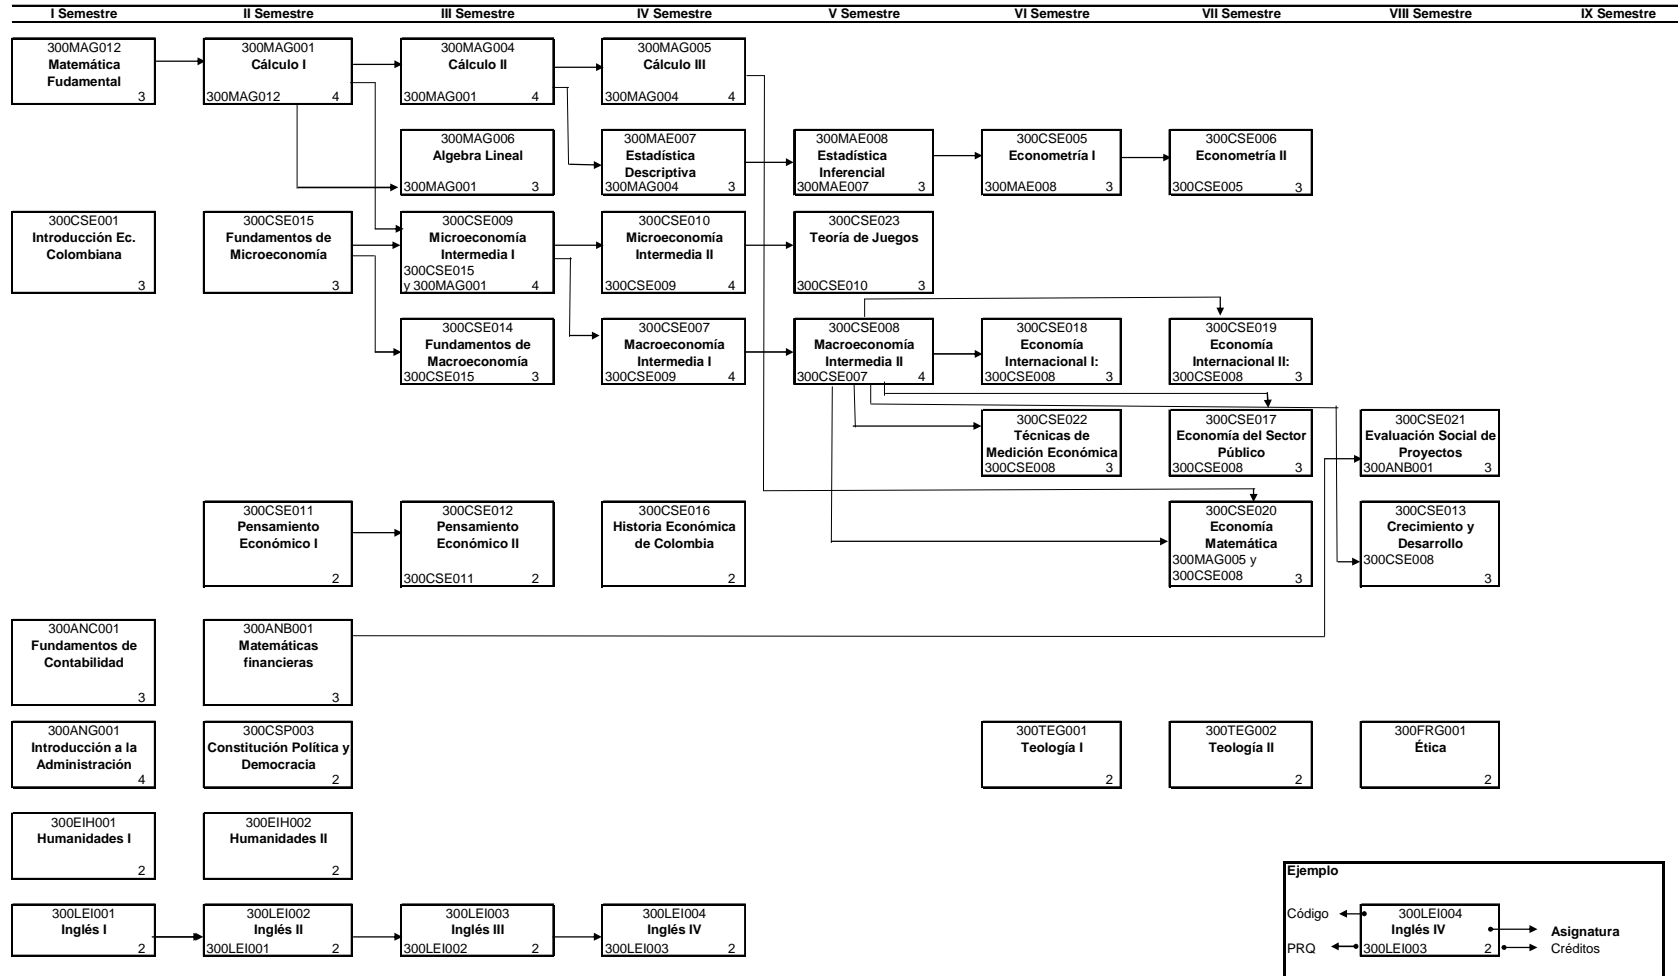 I Semestre
II Semestre
III Semestre
IV Semestre
V Semestre
VI Semestre
VII Semestre
VIII Semestre
IX Semestre
300MAG012
Matemática
Fudamental
3
300MAG001
Cálculo I
300MAG012 4
300MAG004
Cálculo II
300MAG001 4
300MAG005
Cálculo III
300MAG004 4
300MAG006
Algebra Lineal
300MAG001 3
300MAE007
Estadística
Descriptiva
300MAG004 3
300MAE008
Estadística
Inferencial
300MAE007 3
300CSE005
Econometría I
300MAE008 3
300CSE006
Econometría II
300CSE005 3
300CSE001
Introducción Ec.
Colombiana
3
300CSE015
Fundamentos de
Microeconomía
3
300CSE009
Microeconomía
Intermedia I
300CSE015
y 300MAG001 4
300CSE010
Microeconomía
Intermedia II
300CSE009 4
300CSE023
Teoría de Juegos
300CSE010 3
300CSE014
Fundamentos de
Macroeconomía
300CSE015 3
300CSE007
Macroeconomía
Intermedia I
300CSE009 4
300CSE008
Macroeconomía
Intermedia II
300CSE007 4
300CSE018
Economía
Internacional I:
300CSE008 3
300CSE019
Economía
Internacional II:
300CSE008 3
300CSE022
Técnicas de
Medición Económica
300CSE008 3
300CSE017
Economía del Sector
Público
300CSE008 3
300CSE021
Evaluación Social de
Proyectos
300ANB001 3
300CSE011
Pensamiento
Económico I
2
300CSE012
Pensamiento
Económico II
300CSE011 2
300CSE016
Historia Económica
de Colombia
2
300CSE020
Economía
Matemática
300MAG005 y
300CSE008 3
300CSE013
Crecimiento y
Desarrollo
300CSE008
3
300ANC001
Fundamentos de
Contabilidad
3
300ANB001
Matemáticas
financieras
3
300ANG001
Introducción a la
Administración
4
300CSP003
Constitución Política y
Democracia
2
300TEG001
Teología I
2
300TEG002
Teología II
2
300FRG001
Ética
2
300EIH001
Humanidades I
2
300EIH002
Humanidades II
2
300LEI001
Inglés I
2
300LEI002
Inglés II
300LEI001 2
300LEI003
Inglés III
300LEI002 2
300LEI004
Inglés IV
300LEI003 2
Ejemplo
Código
300LEI004
Inglés IV
Asignatura
PRQ
300LEI003 2
Créditos